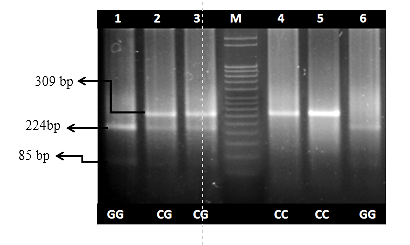 1 2 3 M 4 5 6
309 bp
224bp
85 bp
GG CG CG CC CC GG